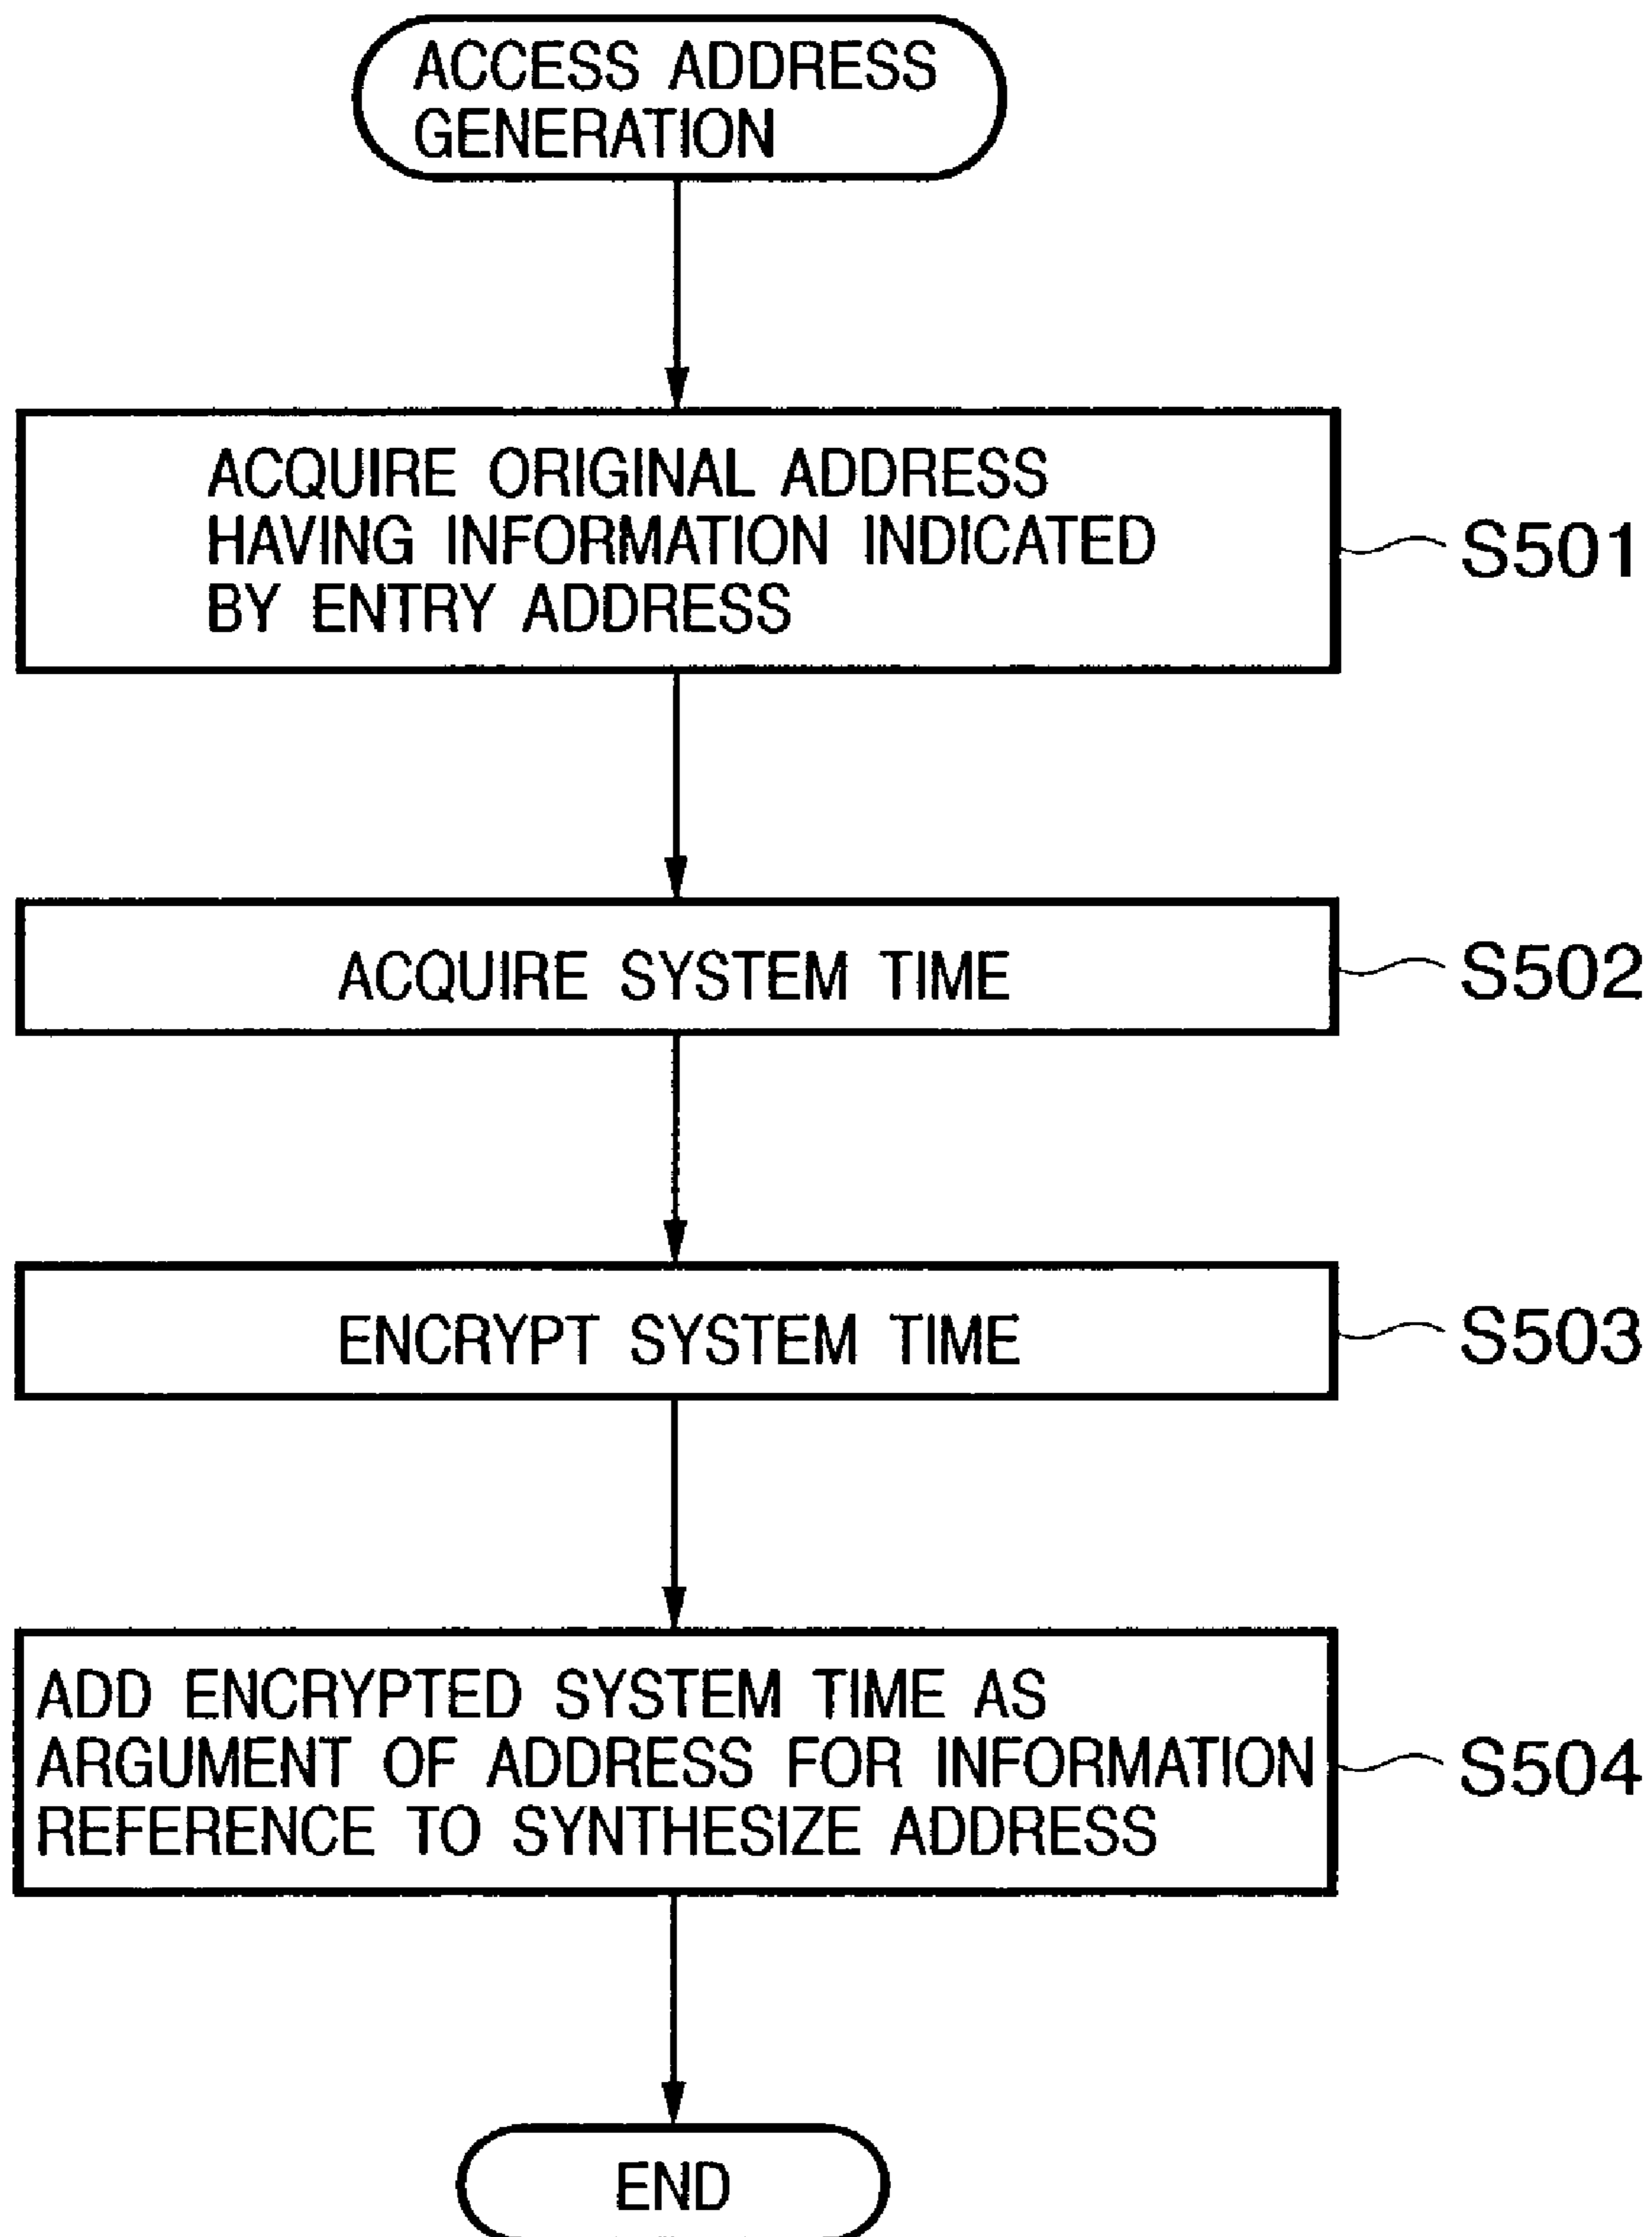 ACCESS ADDRESS
GENERATION
ACQUIRE ORIGINAL ADDRESS
HAVING INFORMATION INDICATED
BY ENTRY ADDRESS
S501
ACQUIRE SYSTEM TIME
S502
ENCRYPT SYSTEM TIME
S503
ADD ENCRYPTED SYSTEM TIME AS
ARGUMENT OF ADDRESS FOR INFORMATION
REFERENCE TO SYNTHESIZE ADDRESS
S504
END